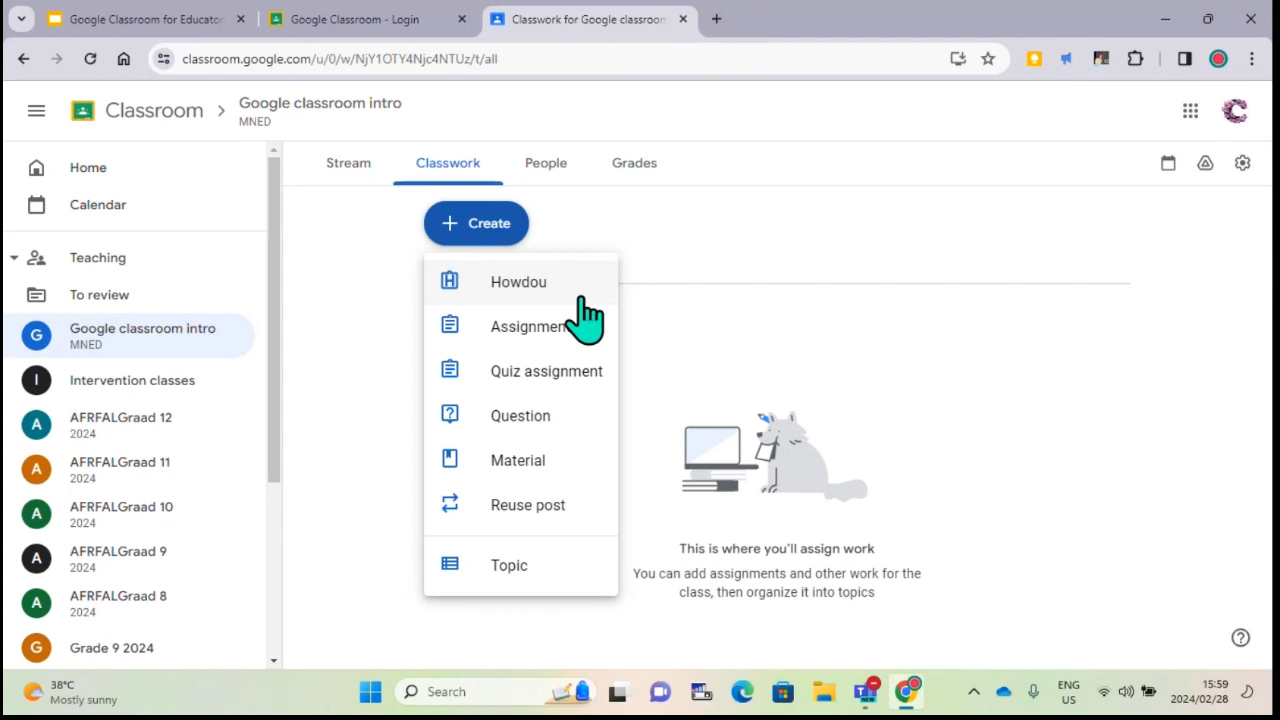 Google Classroom for Educator
Google Classroom - Login
Classwork for Google classroom
classroom.google.com/u/0/w/NjY1OTY4Njc4NTUz/t/all
Classroom
Google classroom intro
MNED
Home
Calendar
Teaching
To review
G
Google classroom intro
MNED
I
Intervention classes
A
AFRFALGraad 12
2024
A
AFRFALGraad 11
2024
A
AFRFALGraad 10
2024
A
AFRFALGraad 9
2024
A
AFRFALGraad 8
2024
G
Grade 9 2024
Stream
Classwork
People
Grades
Create
Howdou
Assignmen
Quiz assignment
Question
Material
Reuse post
Topic
This is where you'll assign work
You can add assignments and other work for the
class, then organize it into topics
38°C
Mostly sunny
Search
NEW
ENG
US
15:59
2024/02/28